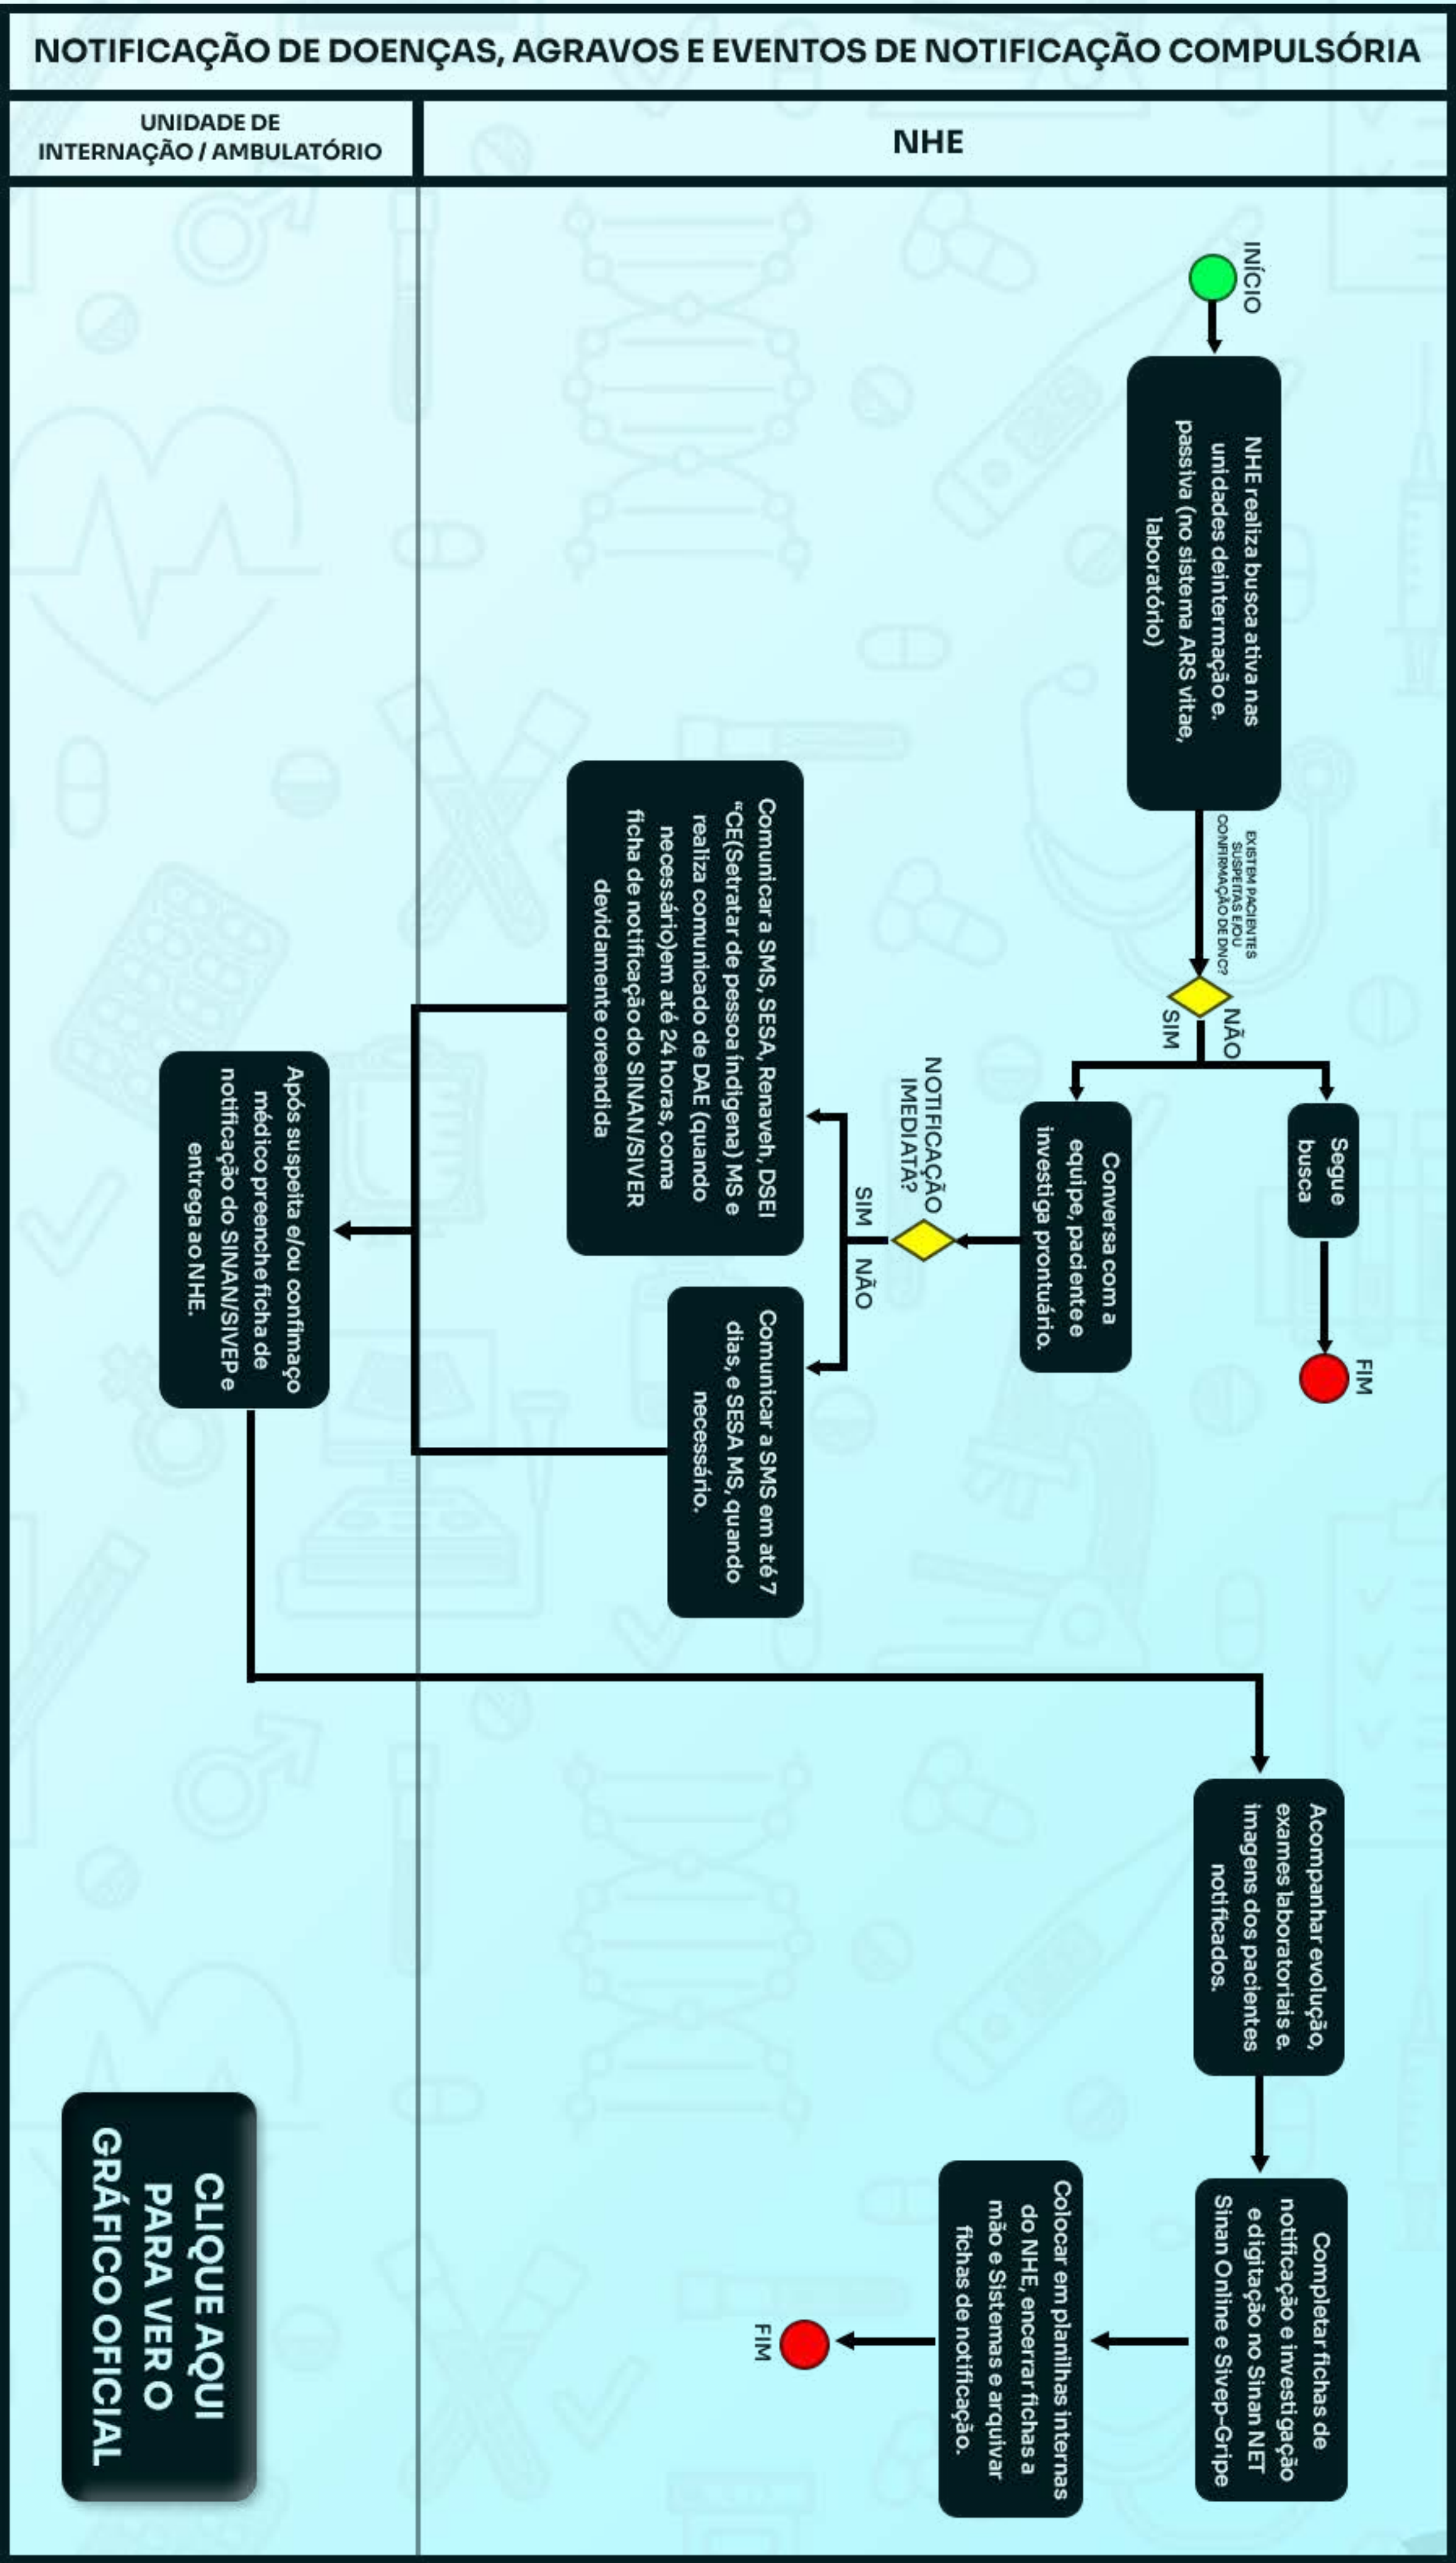 NOTIFICAÇÃO DE DOENÇAS, AGRAVOS E EVENTOS DE NOTIFICAÇÃO COMPULSÓRIA
UNIDADE DE
INTERNAÇÃO / AMBULATÓRIO
NHE
INÍCIO
NHE realiza busca ativa nas
unidades deintermação e.
passiva (no sistema ARS vitae,
laboratório)
EXISTEM PACIENTES
SUSPEITAS E/OU
CONFIRMAÇÃO DE DNC?
NÃO
SIM
Segue
busca
FIM
Conversa com a
equipe, paciente e
investiga prontuário.
NOTIFICAÇÃO
IMEDIATA?
SIM
NÃO
Comunicar a SMS, SESA, Renaveh, DSEI
“CE(Setratar de pessoa índigena) MS e
realiza comunicado de DAE (quando
necessário)em até 24 horas, coma
ficha de notificação do SINAN/SIVER
devidamente oreendida
Comunicar a SMS em até 7
dias, e SESA MS, quando
necessário.
Após suspeita e/ou confimaço
médico preenche ficha de
notificação do SINAN/SIVEP e
entrega ao NHE.
Acompanhar evolução,
exames laboratoriais e.
imagens dos pacientes
notificados.
Completar fichas de
notificação e investigação
e digitação no Sinan NET
Sinan Online e Sivep-Gripe
Colocar em planilhas internas
do NHE, encerrar fichas a
mão e Sistemas e arquivar
fichas de notificação.
FIM
CLIQUE AQUI
PARA VER O
GRÁFICO OFICIAL